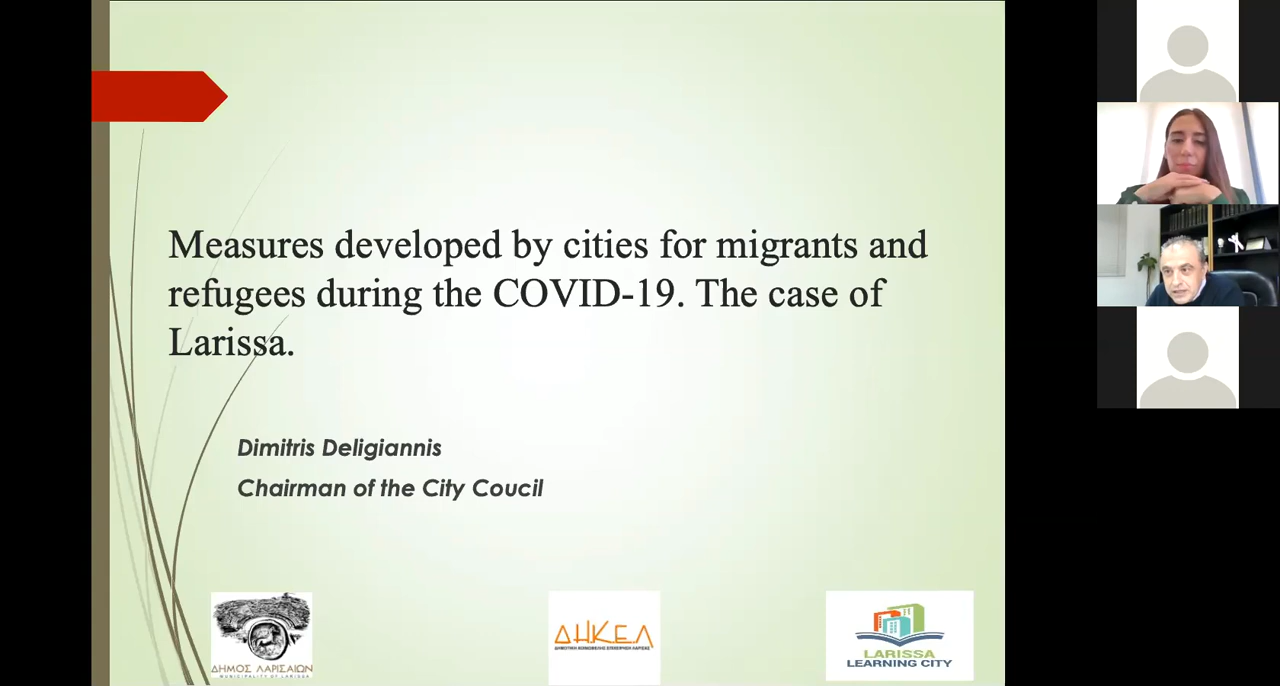 Measures developed by cities for migrants and
refugees during the COVID-19. The case of
Larissa.
Dimitris Deligiannis
Chairman of the City Coucil
ΔΗΜΟΣ ΛΑΡΙΣΑΙΩΝ
MUNICIPALITY OF LARISSA
Δ.Η.Κ.Ε.Λ
ΔΗΜΟΤΙΚΗ ΚΟΙΝΩΦΕΛΗΣ ΕΠΙΧΕΙΡΗΣΗ ΛΑΡΙΣΑΣ
LARISSA
LEARNING CITY